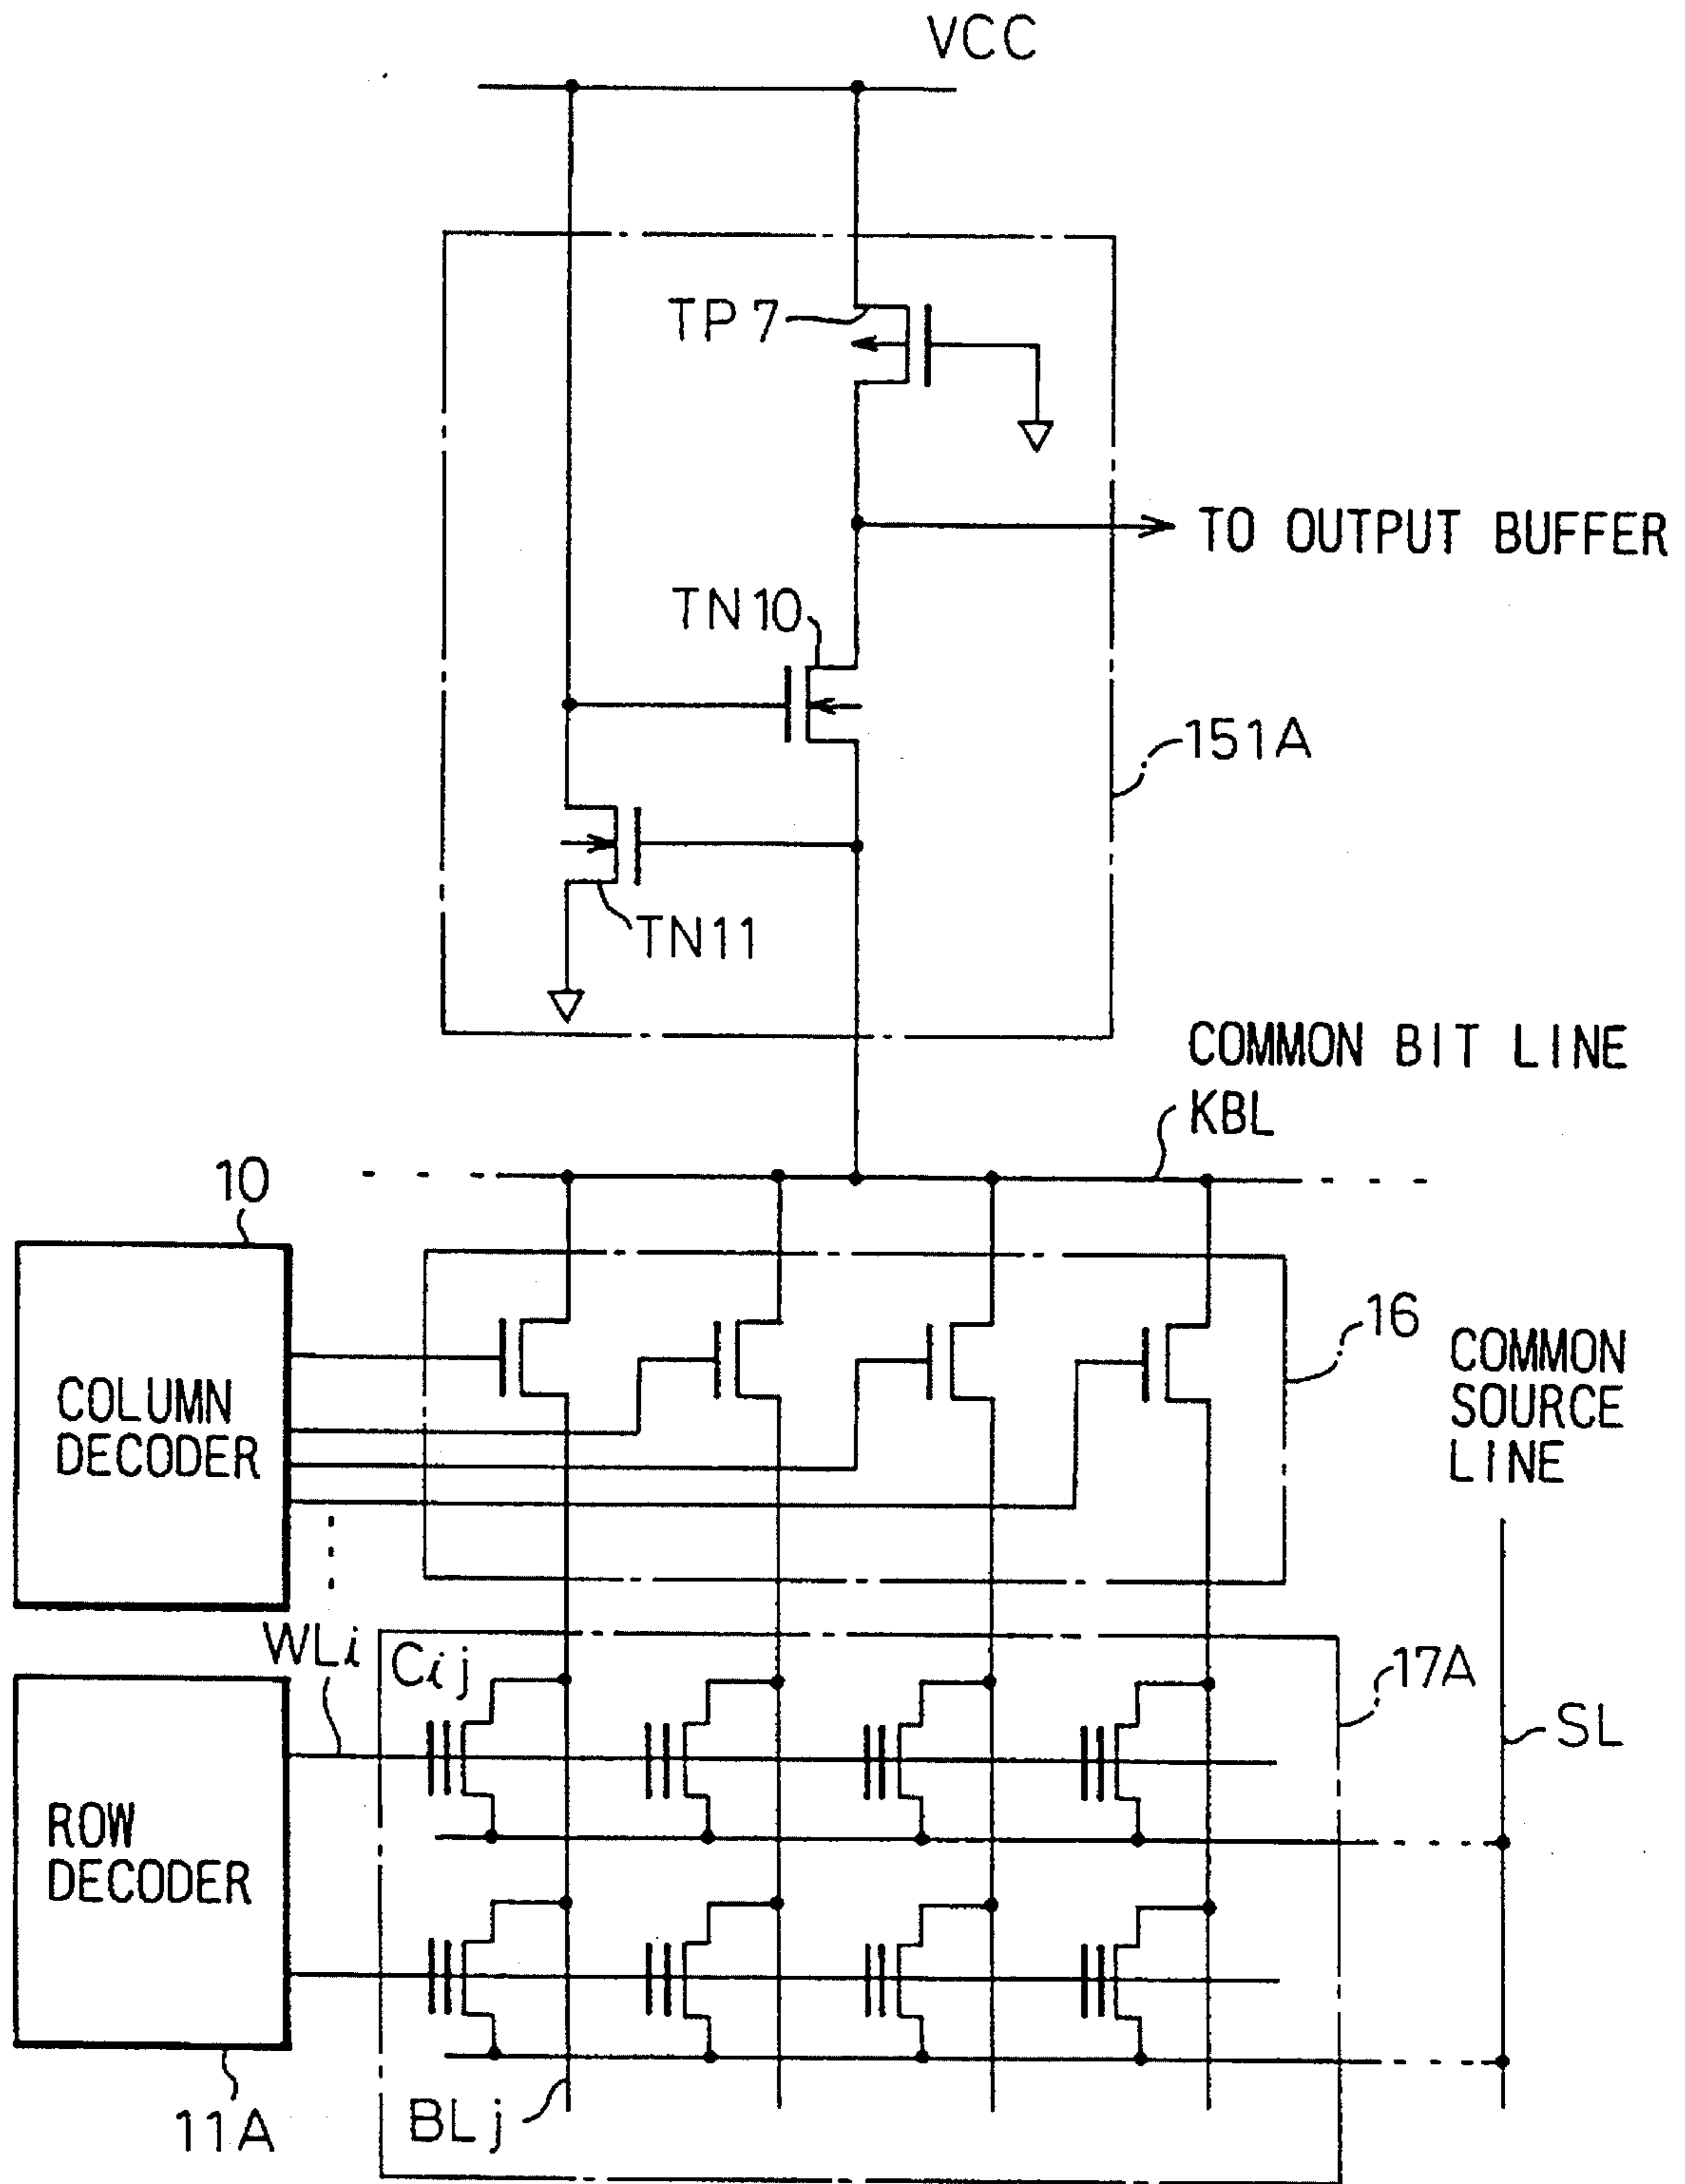 VCC
TP7
TO OUTPUT BUFFER
TN10
151A
TN11
COMMON BIT LINE
KBL
10
16
COMMON
SOURCE
LINE
COLUMN
DECODER
WLi
Cij
17A
SL
ROW
DECODER
11A
BLj